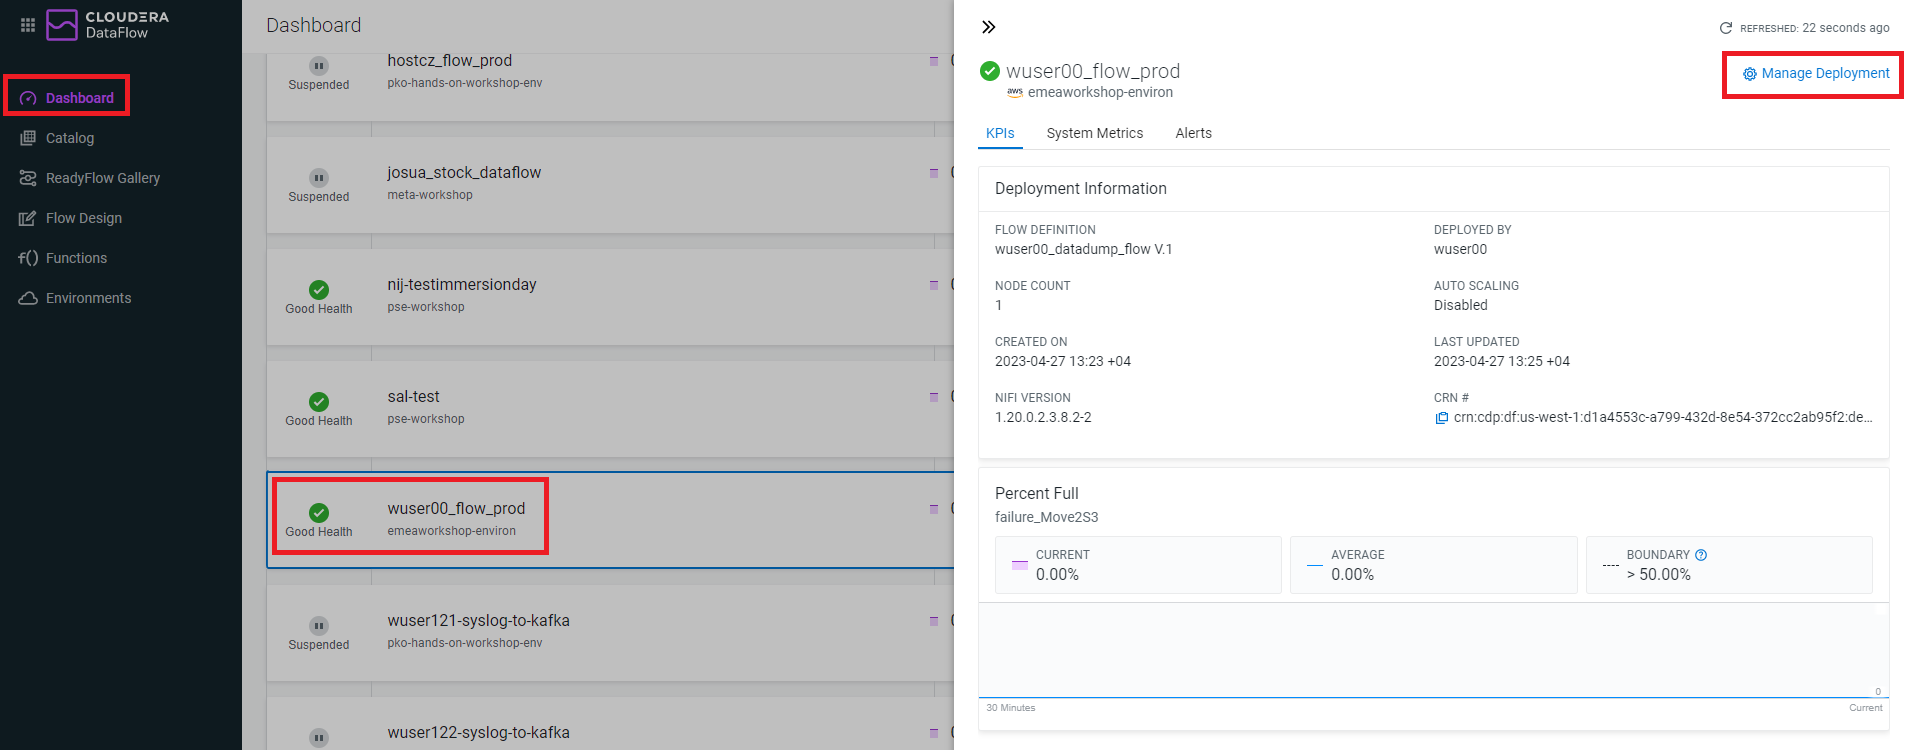 CLOUDERA
DataFlow
Dashboard
Catalog
ReadyFlow Gallery
Flow Design
Functions
Environments
Dashboard
hostcz_flow_prod
Suspended
pko-hands-on-workshop-env
josua_stock_dataflow
Suspended
meta-workshop
nij-testimmersionday
Good Health
pse-workshop
sal-test
Good Health
pse-workshop
wuser00_flow_prod
Good Health
emeaworkshop-environ
wuser121-syslog-to-kafka
Suspended
pko-hands-on-workshop-env
wuser122-syslog-to-kafka
REFRESHED: 22 seconds ago
wuser00_flow_prod
aws emeaworkshop-environ
Manage Deployment
KPIs System Metrics Alerts
Deployment Information
FLOW DEFINITION
wuser00_datadump_flow V.1
DEPLOYED BY
wuser00
NODE COUNT
1
AUTO SCALING
Disabled
CREATED ON
2023-04-27 13:23 +04
LAST UPDATED
2023-04-27 13:25 +04
NIFI VERSION
1.20.0.2.3.8.2-2
CRN #
crn:cdp:df:us-west-1:d1a4553c-a799-432d-8e54-372cc2ab95f2:de...
Percent Full
failure_Move2S3
CURRENT
0.00%
AVERAGE
0.00%
BOUNDARY
> 50.00%
0
30 Minutes
Current